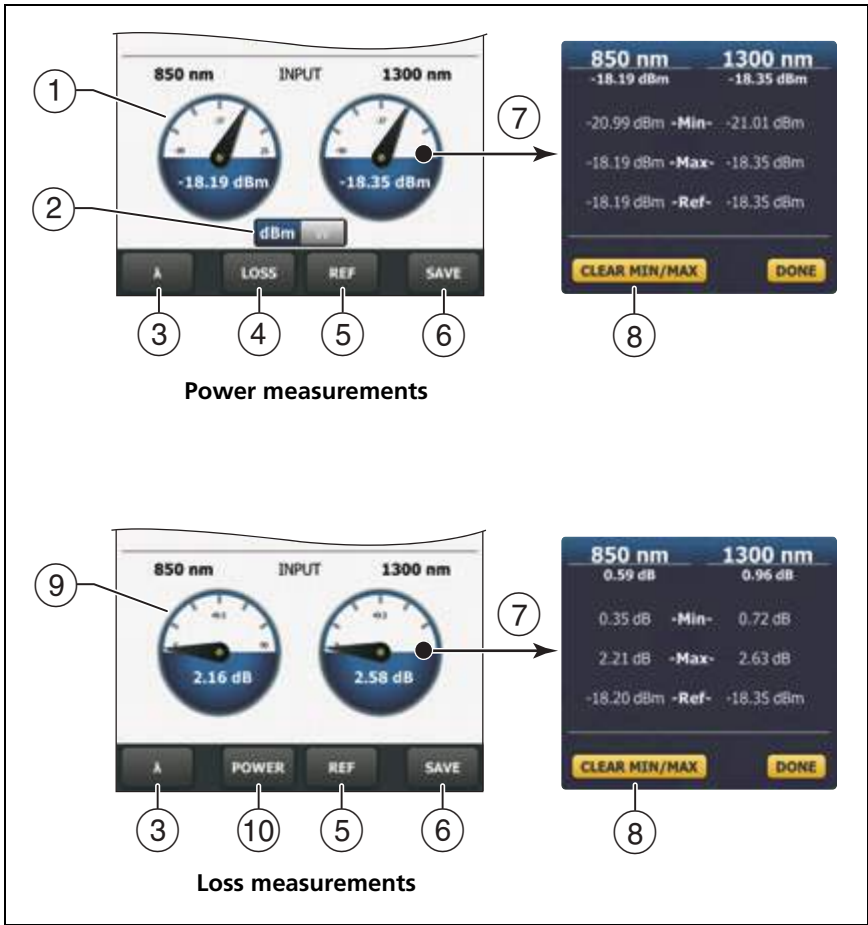 850 nm INPUT 1300 nm
-18.19 dBm -18.35 dBm
dBm
λ LOSS REF SAVE
1
2
3 4 5 6
7
850 nm 1300 nm
-18.19 dBm -18.35 dBm
-20.99 dBm -Min- -21.01 dBm
-18.19 dBm -Max- -18.35 dBm
-18.19 dBm -Ref- -18.35 dBm
CLEAR MIN/MAX DONE
8
Power measurements
850 nm INPUT 1300 nm
9
2.16 dB 2.58 dB
λ POWER REF SAVE
3 10 5 6
7
850 nm 1300 nm
0.59 dB 0.96 dB
0.35 dB -Min- 0.72 dB
2.21 dB -Max- 2.63 dB
-18.20 dBm -Ref- -18.35 dBm
CLEAR MIN/MAX DONE
8
Loss measurements